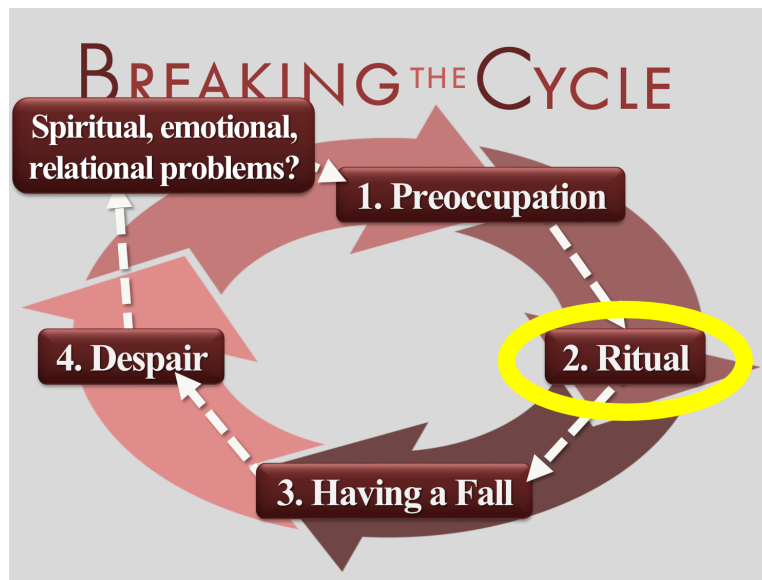 BREAKING THE CYCLE
Spiritual, emotional,
relational problems?
1. Preoccupation
2. Ritual
3. Having a Fall
4. Despair